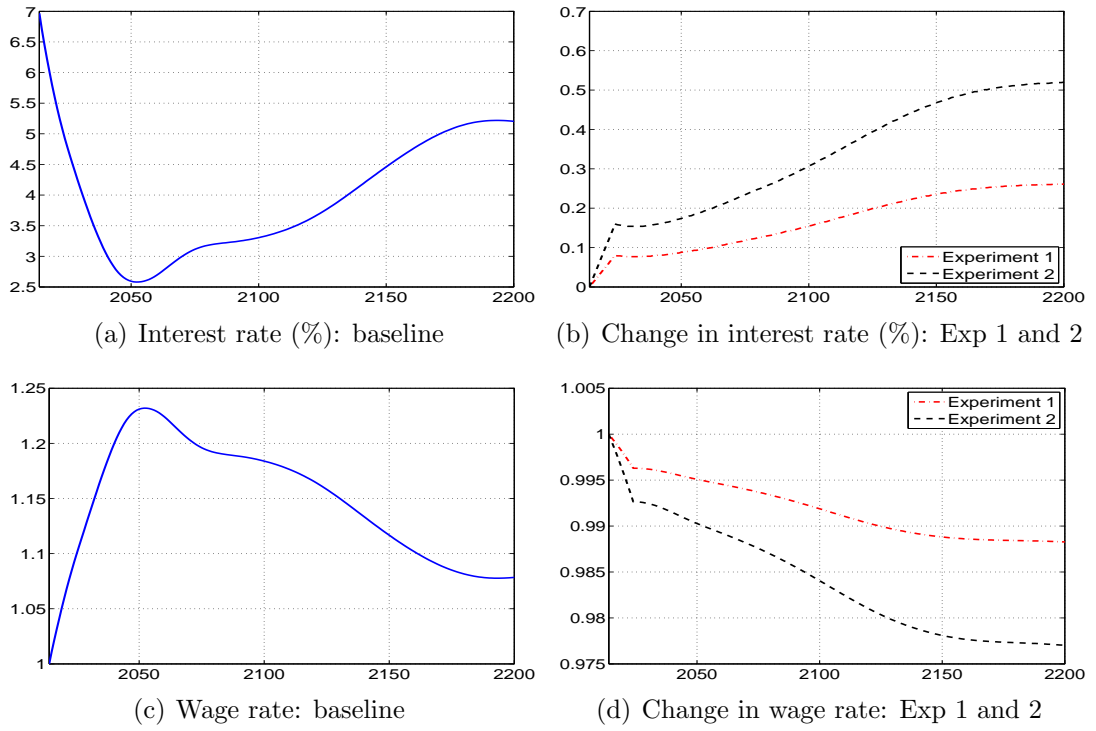 7
6.5
6
5.5
5
4.5
4
3.5
3
2.5
2050 2100 2150 2200
(a) Interest rate (%): baseline
0.7
0.6
0.5
0.4
0.3
0.2
0.1
0
Experiment 1
Experiment 2
2050 2100 2150 2200
(b) Change in interest rate (%): Exp 1 and 2
1.25
1.2
1.15
1.1
1.05
1
2050 2100 2150 2200
(c) Wage rate: baseline
1.005
1
0.995
0.99
0.985
0.98
0.975
Experiment 1
Experiment 2
2050 2100 2150 2200
(d) Change in wage rate: Exp 1 and 2